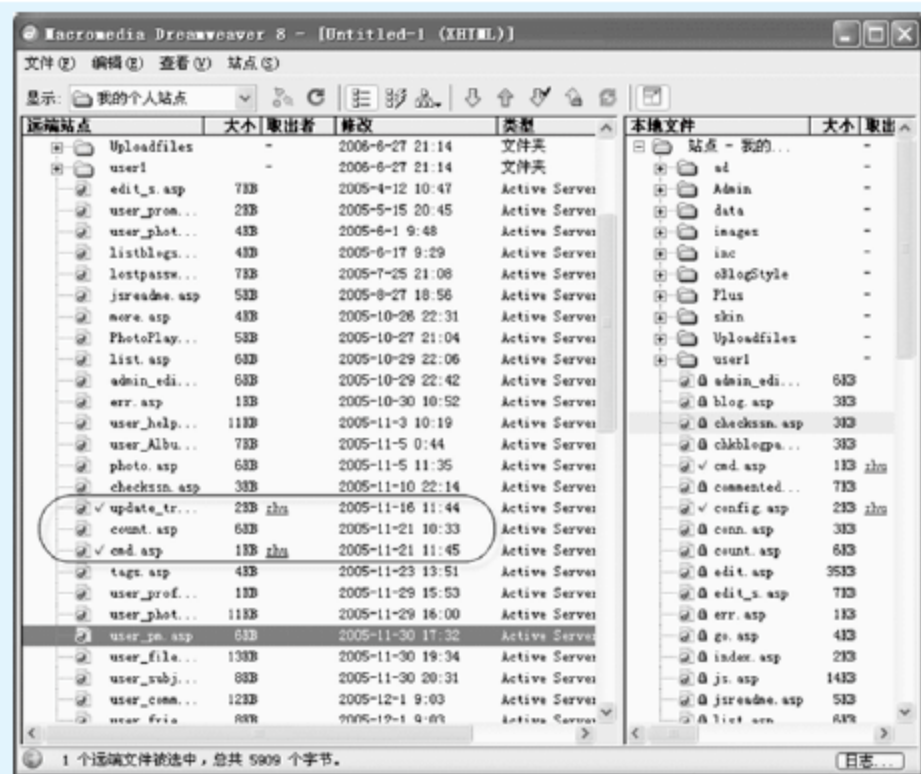 Macromedia Dreamweaver 8 - [Untitled-1 (XHTML)]
文件(F) 编辑(E) 查看(V) 站点(S)
显示: 我的个人站点
远端站点 大小 取出者 修改 类型
Uploadfiles - 2006-6-27 21:14 文件夹
user1 - 2006-6-27 21:14 文件夹
edit_s.asp 7KB 2005-4-12 10:47 Active Server
user_prom... 2KB 2005-5-15 20:45 Active Server
user_phot... 4KB 2005-6-1 9:48 Active Server
listblogs... 4KB 2005-6-17 9:29 Active Server
lostpassw... 7KB 2005-7-25 21:08 Active Server
jsreadme.asp 5KB 2005-8-27 18:56 Active Server
more.asp 4KB 2005-10-26 22:31 Active Server
PhotoPlay... 5KB 2005-10-27 21:04 Active Server
list.asp 6KB 2005-10-29 22:06 Active Server
admin_edi... 6KB 2005-10-29 22:42 Active Server
err.asp 1KB 2005-10-30 10:52 Active Server
user_help... 11KB 2005-11-3 10:19 Active Server
user_Albu... 7KB 2005-11-5 0:44 Active Server
photo.asp 6KB 2005-11-5 11:35 Active Server
checkssn.asp 3KB 2005-11-10 22:14 Active Server
update_tr... 2KB zhu 2005-11-16 11:44 Active Server
count.asp 6KB 2005-11-21 10:33 Active Server
cmd.asp 1KB zhu 2005-11-21 11:45 Active Server
tags.asp 4KB 2005-11-23 13:51 Active Server
user_prof... 1KB 2005-11-29 15:53 Active Server
user_phot... 11KB 2005-11-29 16:00 Active Server
user_pm.asp 6KB 2005-11-30 17:32 Active Server
user_file... 13KB 2005-11-30 19:34 Active Server
user_subj... 8KB 2005-11-30 20:31 Active Server
user_comm... 12KB 2005-12-1 9:03 Active Server
user_frie 8KB 2005-12-1 9:03 Active Server
本地文件 大小 取出
站点 - 我的... -
ad -
Admin -
data -
images -
inc -
oBlogStyle -
Plus -
skin -
Uploadfiles -
user1 -
admin_edi... 6KB
blog.asp 3KB
checkssn.asp 3KB
chkblogpa... 3KB
cmd.asp 1KB zhu
commented... 7KB
config.asp 2KB zhu
conn.asp 3KB
count.asp 6KB
edit.asp 35KB
edit_s.asp 7KB
err.asp 1KB
go.asp 4KB
index.asp 2KB
js.asp 14KB
jsreadme.asp 5KB
list.asp 6KB
1 个远端文件被选中，总共 5909 个字节。
日志...